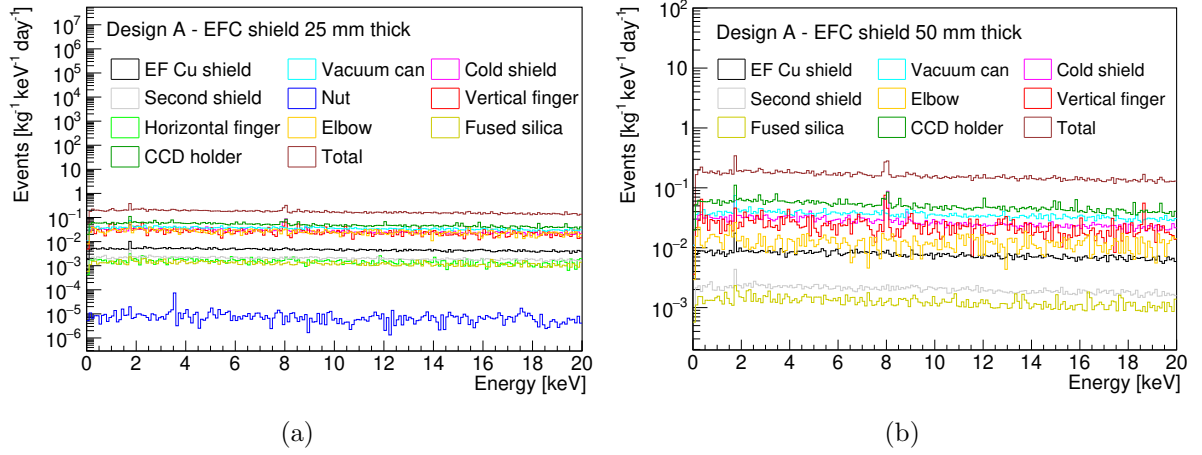 Design A - EFC shield 25 mm thick
EF Cu shield
Vacuum can
Cold shield
Second shield
Nut
Vertical finger
Horizontal finger
Elbow
Fused silica
CCD holder
Total
Events [kg⁻¹ keV⁻¹ day⁻¹]
10⁷
10⁶
10⁵
10⁴
10³
10²
10
1
10⁻¹
10⁻²
10⁻³
10⁻⁴
10⁻⁵
10⁻⁶
0 2 4 6 8 10 12 14 16 18 20
Energy [keV]
(a)
Design A - EFC shield 50 mm thick
EF Cu shield
Vacuum can
Cold shield
Second shield
Elbow
Vertical finger
Fused silica
CCD holder
Total
Events [kg⁻¹ keV⁻¹ day⁻¹]
10²
10
1
10⁻¹
10⁻²
10⁻³
0 2 4 6 8 10 12 14 16 18 20
Energy [keV]
(b)